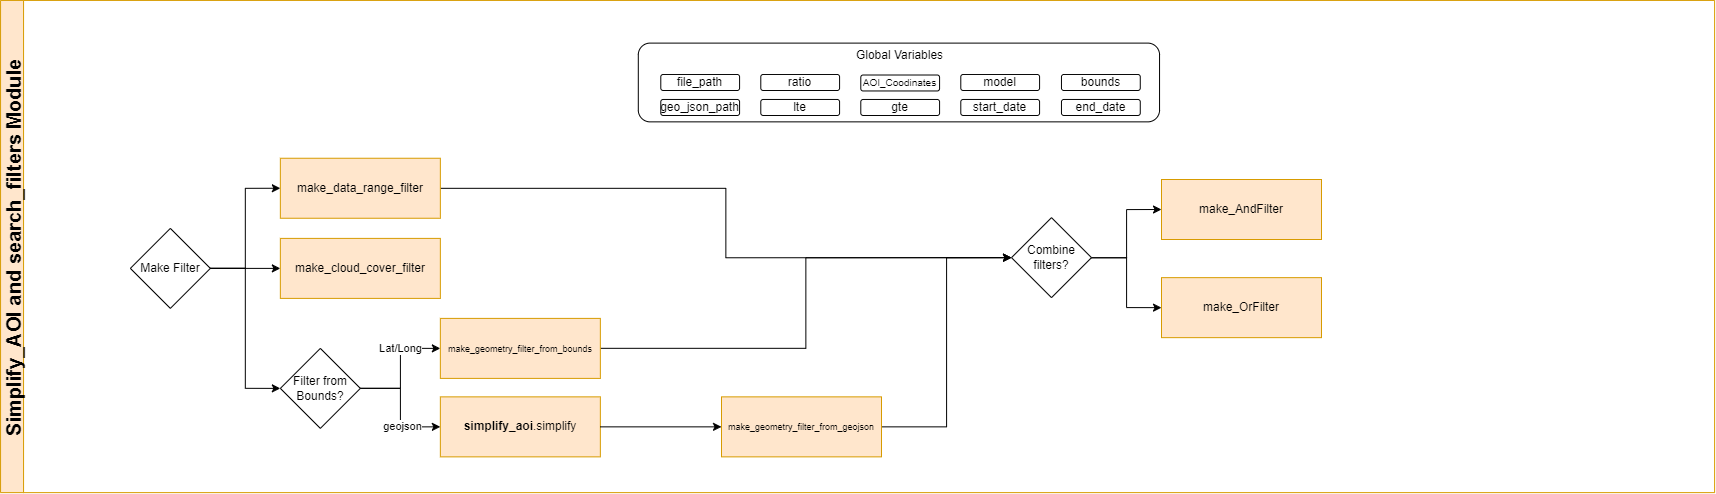 Simplify_AOI and search_filters Module
Global Variables
file_path
ratio
AOI_Coodinates
model
bounds
geo_json_path
lte
gte
start_date
end_date
make_data_range_filter
make_AndFilter
Make Filter
make_cloud_cover_filter
Combine
filters?
make_OrFilter
Lat/Long
make_geometry_filter_from_bounds
Filter from
Bounds?
geojson
simplify_aoi.simplify
make_geometry_filter_from_geojson